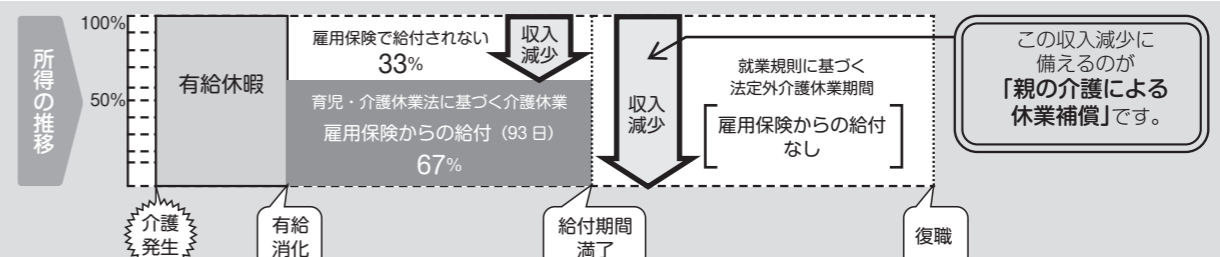 所得の推移
100%
50%
有給休暇
雇用保険で給付されない
33%
収入
減少
育児・介護休業法に基づく介護休業
雇用保険からの給付（93日）
67%
収入
減少
就業規則に基づく
法定外介護休業期間
雇用保険からの給付
なし
この収入減少に
備えるのが
「親の介護による
休業補償」です。
介護
発生
有給
消化
給付期間
満了
復職